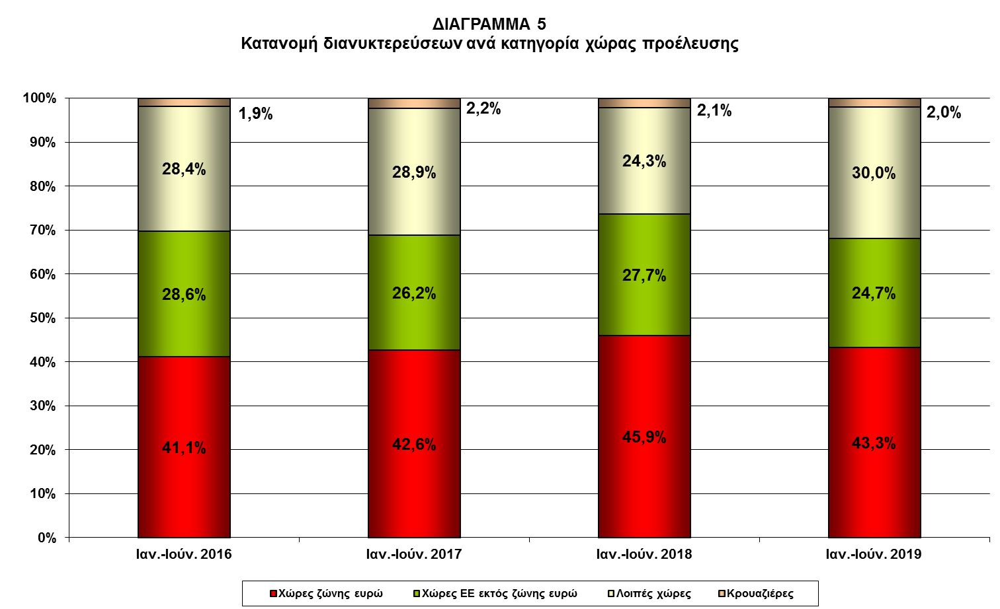 ΔΙΑΓΡΑΜΜΑ 5
Κατανομή διανυκτερεύσεων ανά κατηγορία χώρας προέλευσης
100%
90%
80%
70%
60%
50%
40%
30%
20%
10%
0%
1,9%
28,4%
28,6%
41,1%
2,2%
28,9%
26,2%
42,6%
2,1%
24,3%
27,7%
45,9%
2,0%
30,0%
24,7%
43,3%
Ιαν.-Ιούν. 2016
Ιαν.-Ιούν. 2017
Ιαν.-Ιούν. 2018
Ιαν.-Ιούν. 2019
Χώρες ζώνης ευρώ
Χώρες ΕΕ εκτός ζώνης ευρώ
Λοιπές χώρες
Κρουαζιέρες